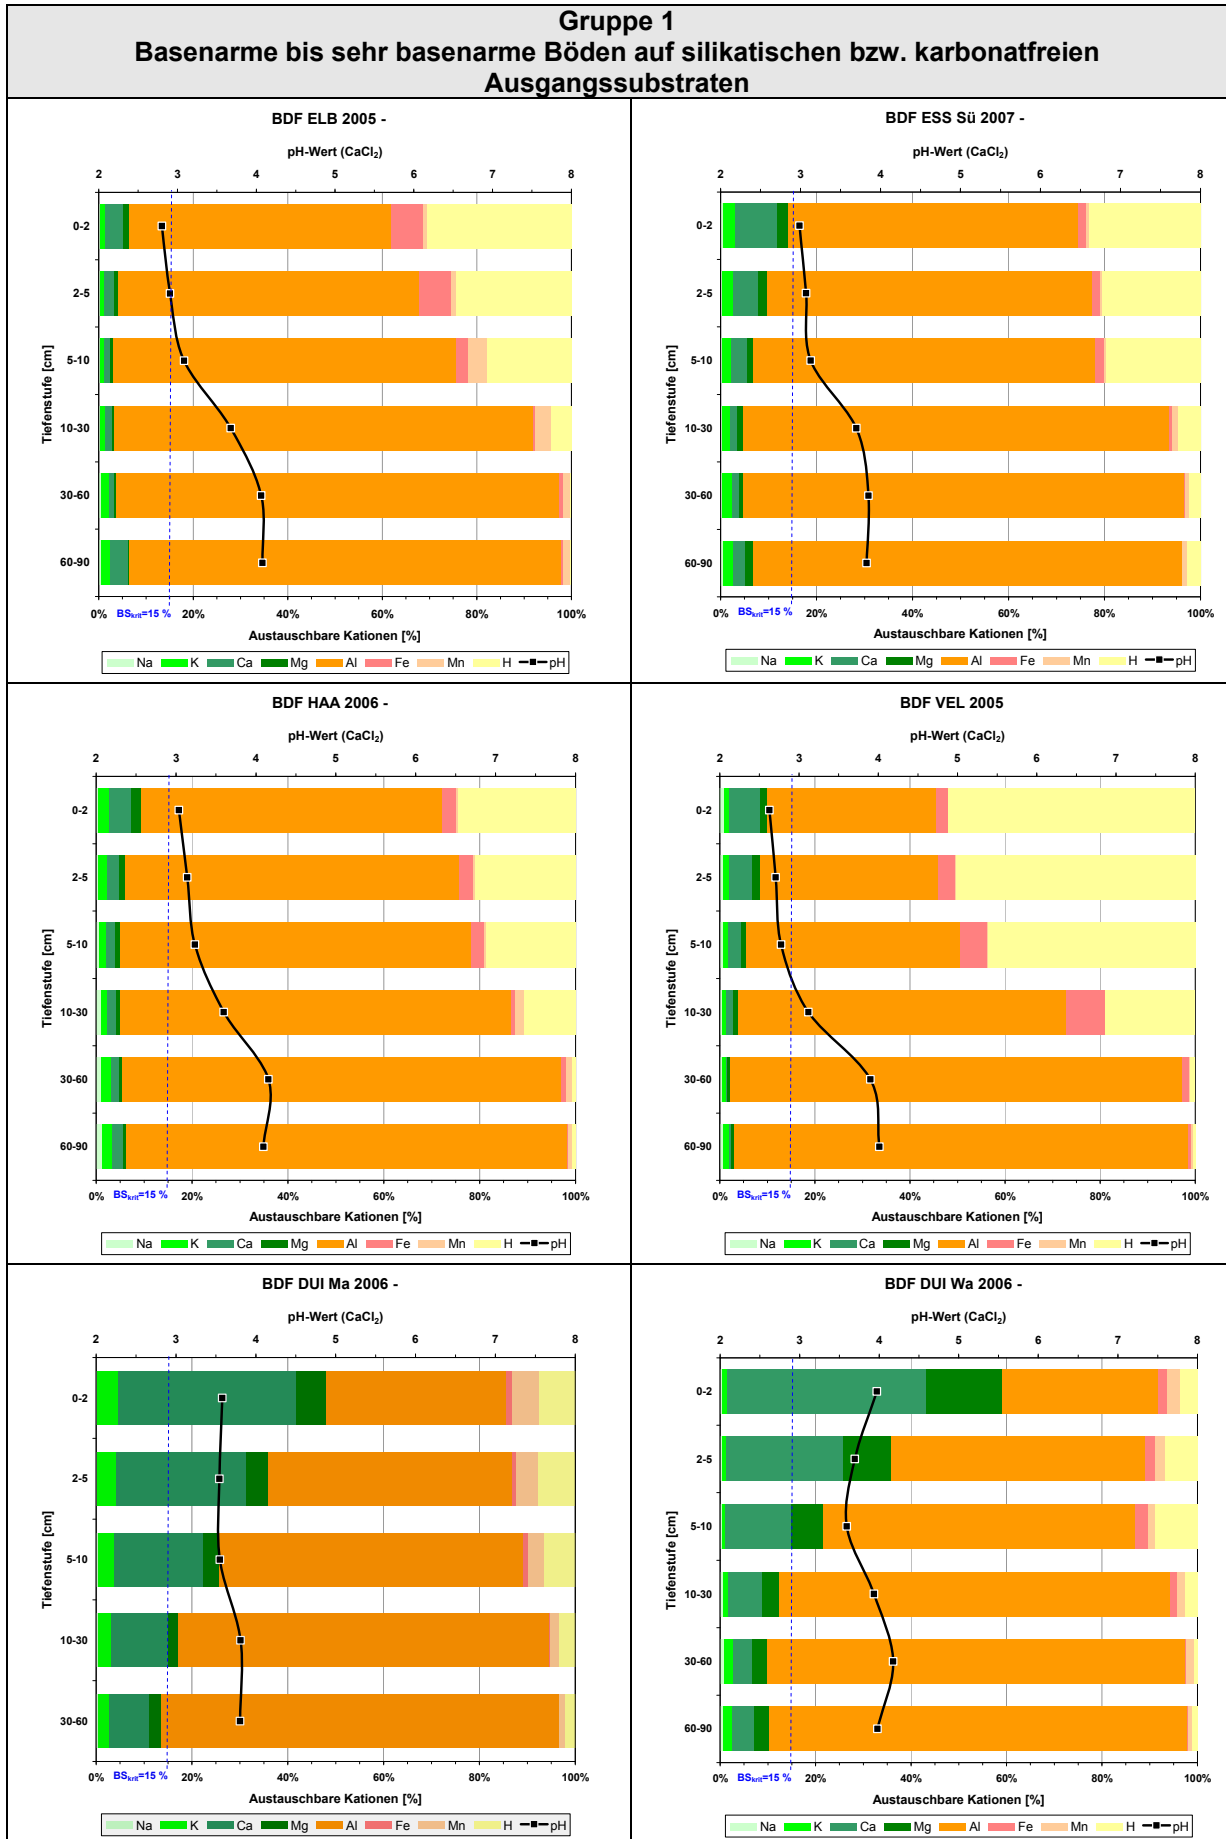 Gruppe 1
Basenarme bis sehr basenarme Böden auf silikatischen bzw. karbonatfreien
Ausgangssubstraten
BDF ELB 2005 -
pH-Wert (CaCl₂)
2 3 4 5 6 7 8
Tiefenstufe [cm]
0-2
2-5
5-10
10-30
30-60
60-90
0% 20% 40% 60% 80% 100%
BSkrit=15 %
Austauschbare Kationen [%]
Na K Ca Mg Al Fe Mn H pH
BDF ESS Sü 2007 -
pH-Wert (CaCl₂)
2 3 4 5 6 7 8
Tiefenstufe [cm]
0-2
2-5
5-10
10-30
30-60
60-90
0% 20% 40% 60% 80% 100%
BSkrit=15 %
Austauschbare Kationen [%]
Na K Ca Mg Al Fe Mn H pH
BDF HAA 2006 -
pH-Wert (CaCl₂)
2 3 4 5 6 7 8
Tiefenstufe [cm]
0-2
2-5
5-10
10-30
30-60
60-90
0% 20% 40% 60% 80% 100%
BSkrit=15 %
Austauschbare Kationen [%]
Na K Ca Mg Al Fe Mn H pH
BDF VEL 2005
pH-Wert (CaCl₂)
2 3 4 5 6 7 8
Tiefenstufe [cm]
0-2
2-5
5-10
10-30
30-60
60-90
0% 20% 40% 60% 80% 100%
BSkrit=15 %
Austauschbare Kationen [%]
Na K Ca Mg Al Fe Mn H pH
BDF DUI Ma 2006 -
pH-Wert (CaCl₂)
2 3 4 5 6 7 8
Tiefenstufe [cm]
0-2
2-5
5-10
10-30
30-60
0% 20% 40% 60% 80% 100%
BSkrit=15 %
Austauschbare Kationen [%]
Na K Ca Mg Al Fe Mn H pH
BDF DUI Wa 2006 -
pH-Wert (CaCl₂)
2 3 4 5 6 7 8
Tiefenstufe [cm]
0-2
2-5
5-10
10-30
30-60
60-90
0% 20% 40% 60% 80% 100%
BSkrit=15 %
Austauschbare Kationen [%]
Na K Ca Mg Al Fe Mn H pH